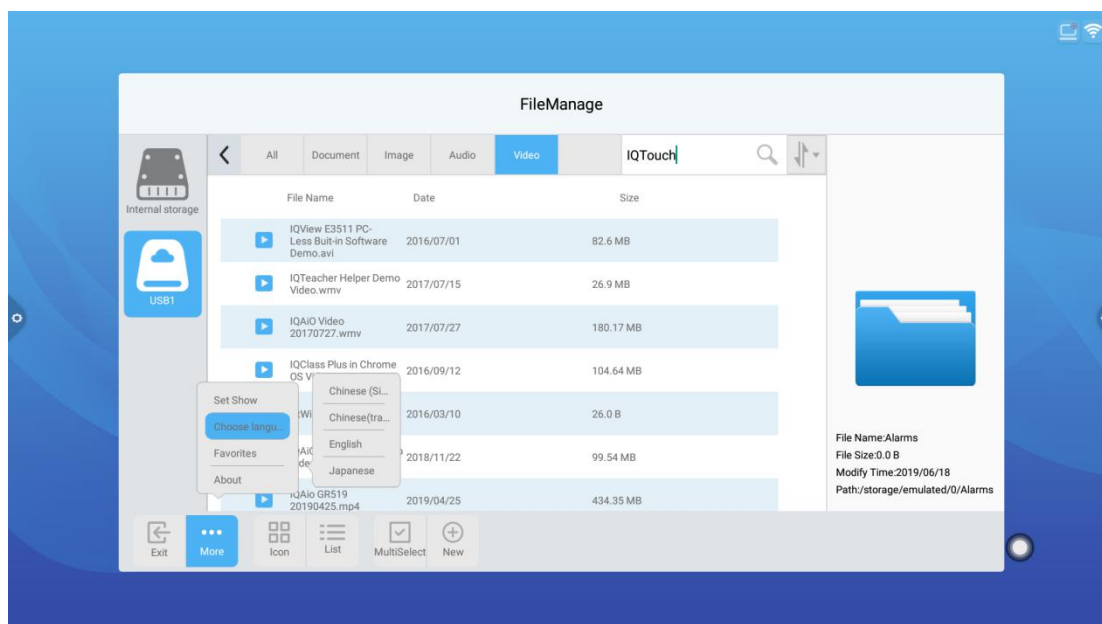 FileManage
All
Document
Image
Audio
Video
IQTouch
Internal storage
USB1
File Name
Date
Size
IQView E3511 PC-
Less Buit-in Software
Demo.avi
2016/07/01
82.6 MB
IQTeacher Helper Demo
Video.wmv
2017/07/15
26.9 MB
IQAiO Video
20170727.wmv
2017/07/27
180.17 MB
IQClass Plus in Chrome
OS
2016/09/12
104.64 MB
2016/03/10
26.0 B
2018/11/22
99.54 MB
IQAio GR519
20190425.mp4
2019/04/25
434.35 MB
Set Show
Choose langu...
Favorites
About
Chinese (Si...
Chinese(tra...
English
Japanese
File Name:Alarms
File Size:0.0 B
Modify Time:2019/06/18
Path:/storage/emulated/0/Alarms
Exit
More
Icon
List
MultiSelect
New